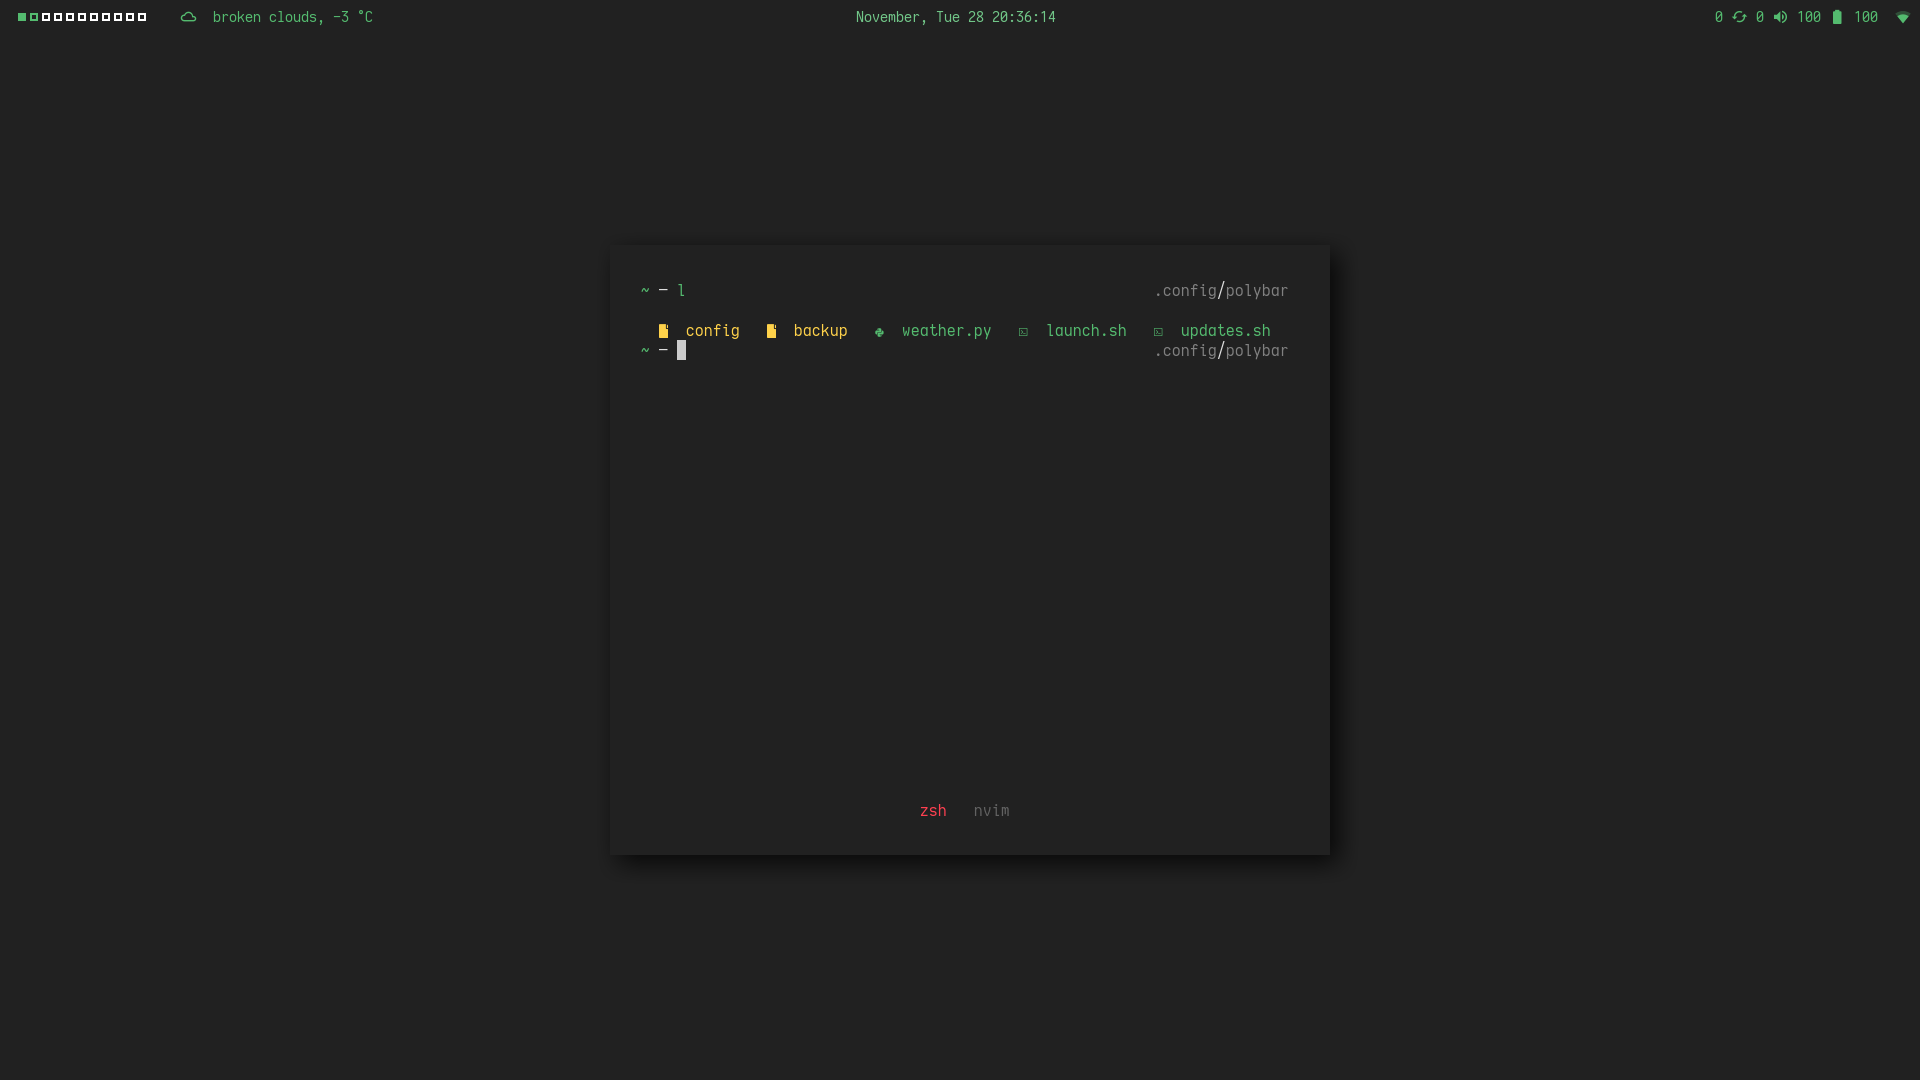 broken clouds, -3 °C
November, Tue 28 20:36:14
0 0 100 100
~ — l .config/polybar
config backup weather.py launch.sh updates.sh
~ — .config/polybar
zsh nvim